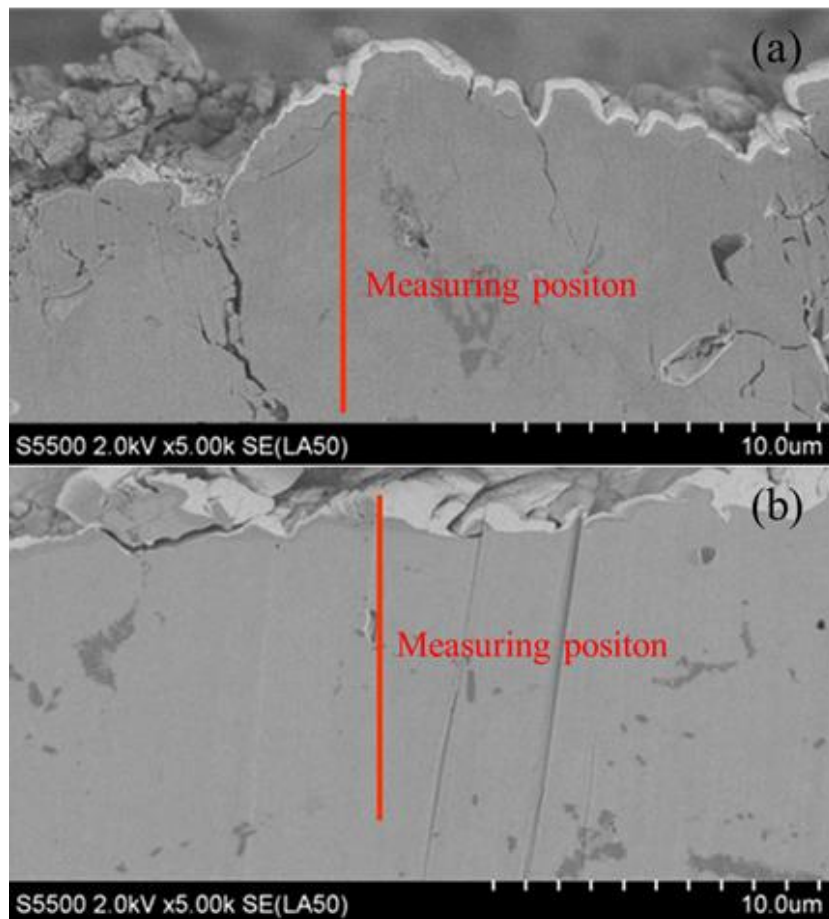 (a)
Measuring positon
S5500 2.0kV x5.00k SE(LA50) 10.0um
(b)
Measuring positon
S5500 2.0kV x5.00k SE(LA50) 10.0um